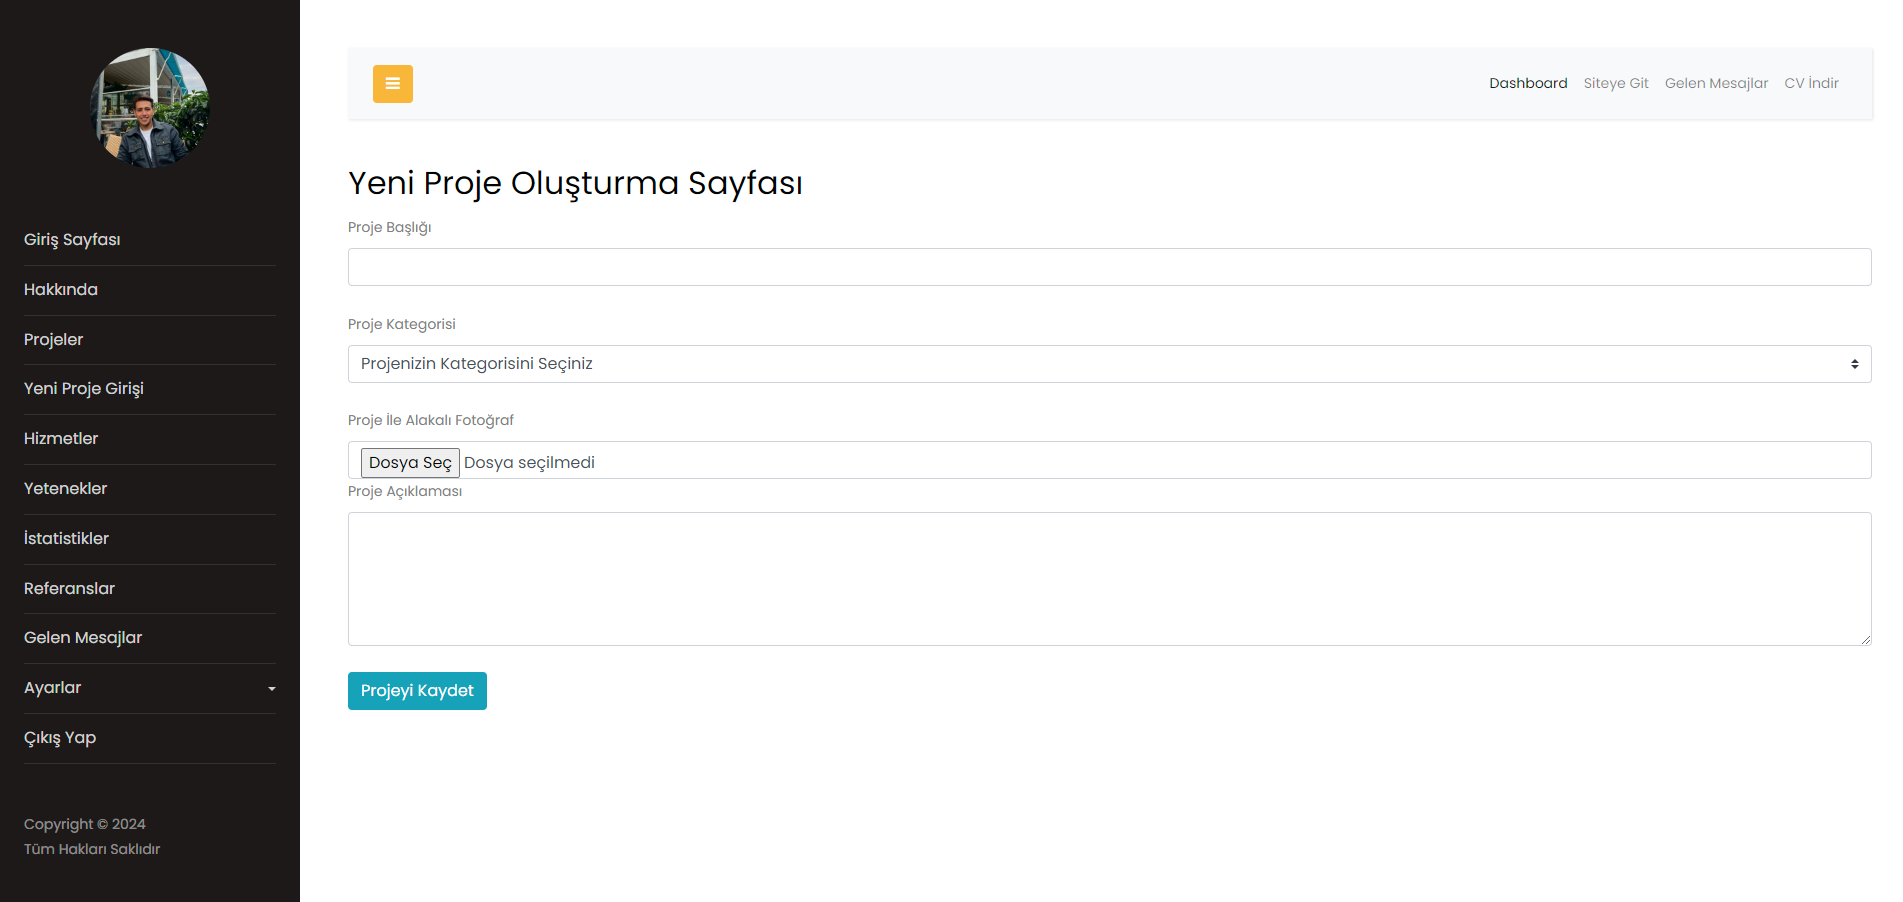 Giriş Sayfası
Hakkında
Projeler
Yeni Proje Girişi
Hizmetler
Yetenekler
İstatistikler
Referanslar
Gelen Mesajlar
Ayarlar
Çıkış Yap
Copyright © 2024
Tüm Hakları Saklıdır
Dashboard Siteye Git Gelen Mesajlar CV İndir
Yeni Proje Oluşturma Sayfası
Proje Başlığı
Proje Kategorisi
Projenizin Kategorisini Seçiniz
Proje İle Alakalı Fotoğraf
Dosya Seç Dosya seçilmedi
Proje Açıklaması
Projeyi Kaydet